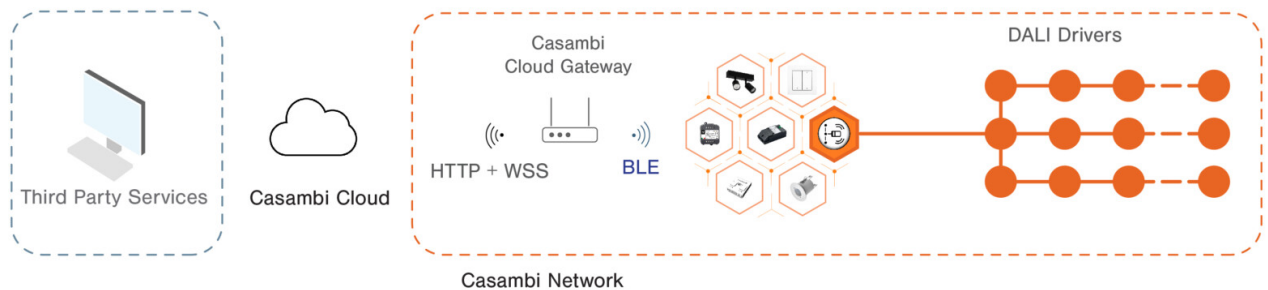 Third Party Services
Casambi Cloud
Casambi
Cloud Gateway
HTTP + WSS
BLE
DALI Drivers
Casambi Network